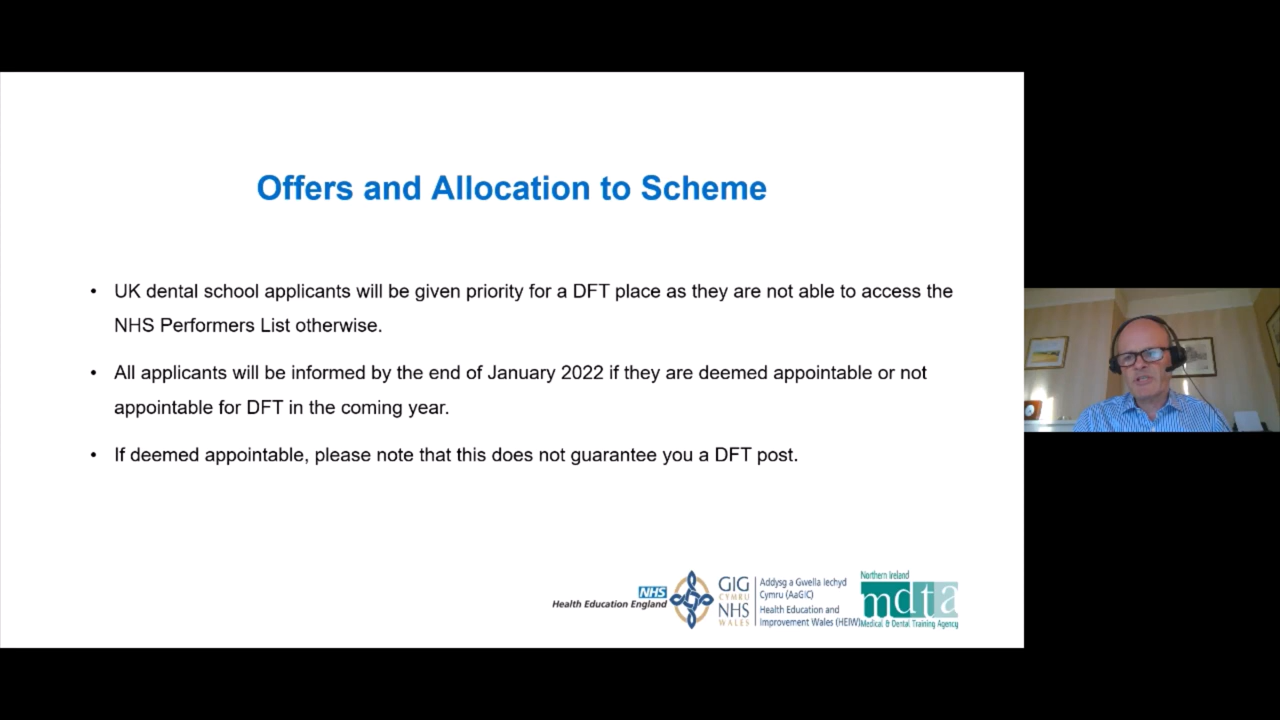 Offers and Allocation to Scheme
• UK dental school applicants will be given priority for a DFT place as they are not able to access the
NHS Performers List otherwise.
• All applicants will be informed by the end of January 2022 if they are deemed appointable or not
appointable for DFT in the coming year.
• If deemed appointable, please note that this does not guarantee you a DFT post.
NHS
Health Education England
GIG
CYMRU
NHS
WALES
Addysg a Gwella Iechyd
Cymru (AaGIC)
Health Education and
Improvement Wales (HEIW)
Northern Ireland
mdta
Medical & Dental Training Agency